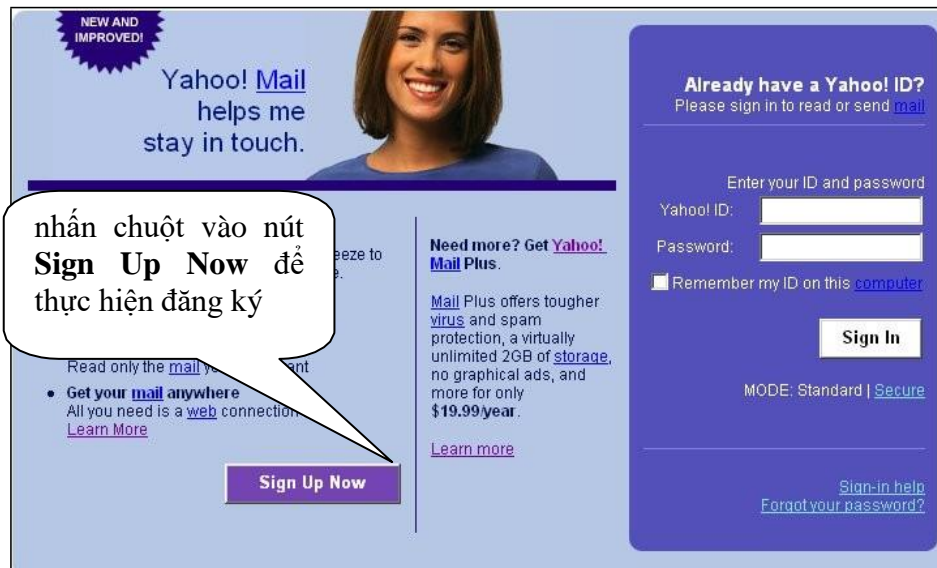 NEW AND
IMPROVED!
Yahoo! Mail
helps me
stay in touch.
nhấn chuột vào nút
Sign Up Now để
thực hiện đăng ký
eeze to
Read only the mail
ant
• Get your mail anywhere
All you need is a web connection
Learn More
Sign Up Now
Need more? Get Yahoo!
Mail Plus.
Mail Plus offers tougher
virus and spam
protection, a virtually
unlimited 2GB of storage,
no graphical ads, and
more for only
$19.99/year.
Learn more
Already have a Yahoo! ID?
Please sign in to read or send mail
Enter your ID and password
Yahoo! ID:
Password:
Remember my ID on this computer
Sign In
MODE: Standard | Secure
Sign-in help
Forgot your password?